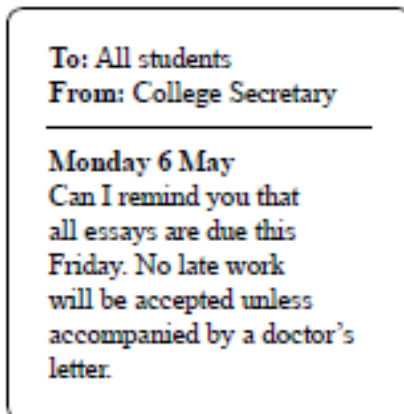 To: All students
From: College Secretary
Monday 6 May
Can I remind you that
all essays are due this
Friday. No late work
will be accepted unless
accompanied by a doctor's
letter.